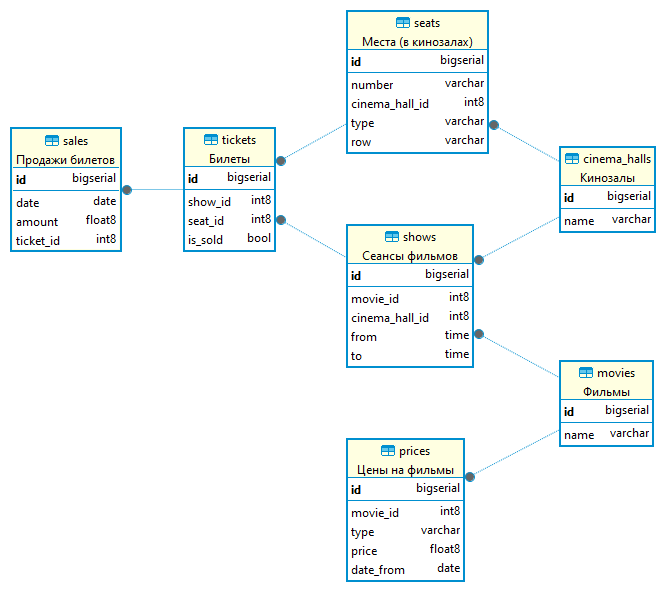 seats
Места (в кинозалах)
id bigserial
number varchar
cinema_hall_id int8
type varchar
row varchar
sales
Продажи билетов
id bigserial
date date
amount float8
ticket_id int8
tickets
Билеты
id bigserial
show_id int8
seat_id int8
is_sold bool
cinema_halls
Кинозалы
id bigserial
name varchar
shows
Сеансы фильмов
id bigserial
movie_id int8
cinema_hall_id int8
from time
to time
movies
Фильмы
id bigserial
name varchar
prices
Цены на фильмы
id bigserial
movie_id int8
type varchar
price float8
date_from date